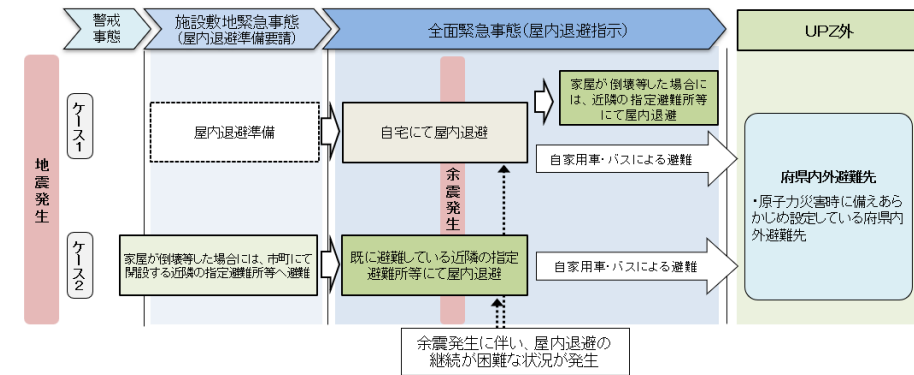 警戒
事態
施設敷地緊急事態
(屋内退避準備要請)
全面緊急事態(屋内退避指示)
UPZ外
地震発生
ケース1
屋内退避準備
自宅にて屋内退避
家屋が倒壊等した場合に
は、近隣の指定避難所等
にて屋内退避
自家用車・バスによる避難
余震発生
府県内外避難先
・原子力災害時に備えあら
かじめ設定している府県内
外避難先
ケース2
家屋が倒壊等した場合には、市町にて
開設する近隣の指定避難所等へ避難
既に避難している近隣の指定
避難所等にて屋内退避
自家用車・バスによる避難
余震発生に伴い、屋内退避の
継続が困難な状況が発生